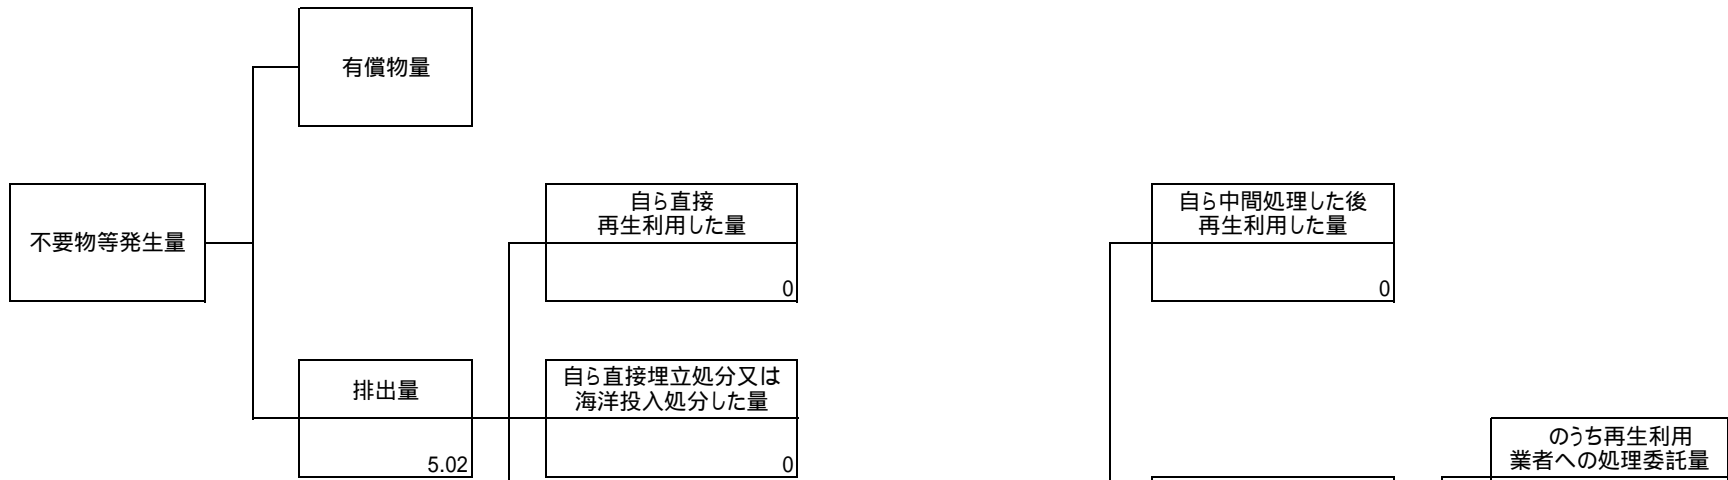 有償物量
不要物等発生量
自ら直接
再生利用した量
0
自ら中間処理した後
再生利用した量
0
排出量
5.02
自ら直接埋立処分又は
海洋投入処分した量
0
のうち再生利用
業者への処理委託量